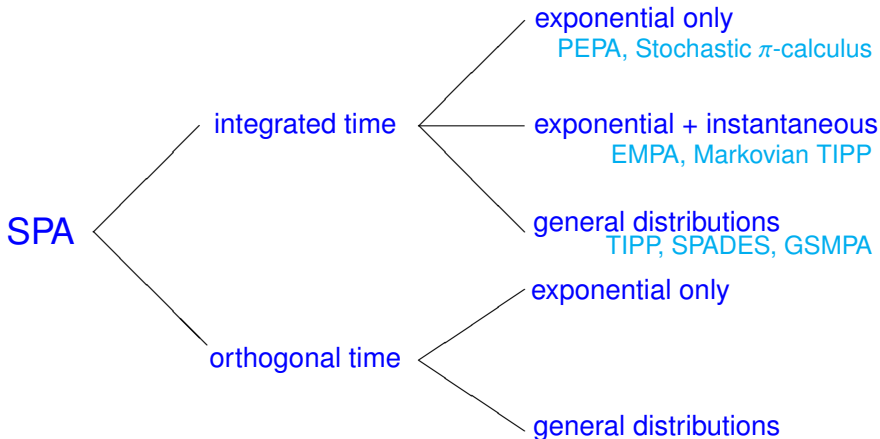 exponential only
PEPA, Stochastic π-calculus
integrated time
exponential + instantaneous
EMPA, Markovian TIPP
SPA
general distributions
TIPP, SPADES, GSMPA
exponential only
orthogonal time
general distributions